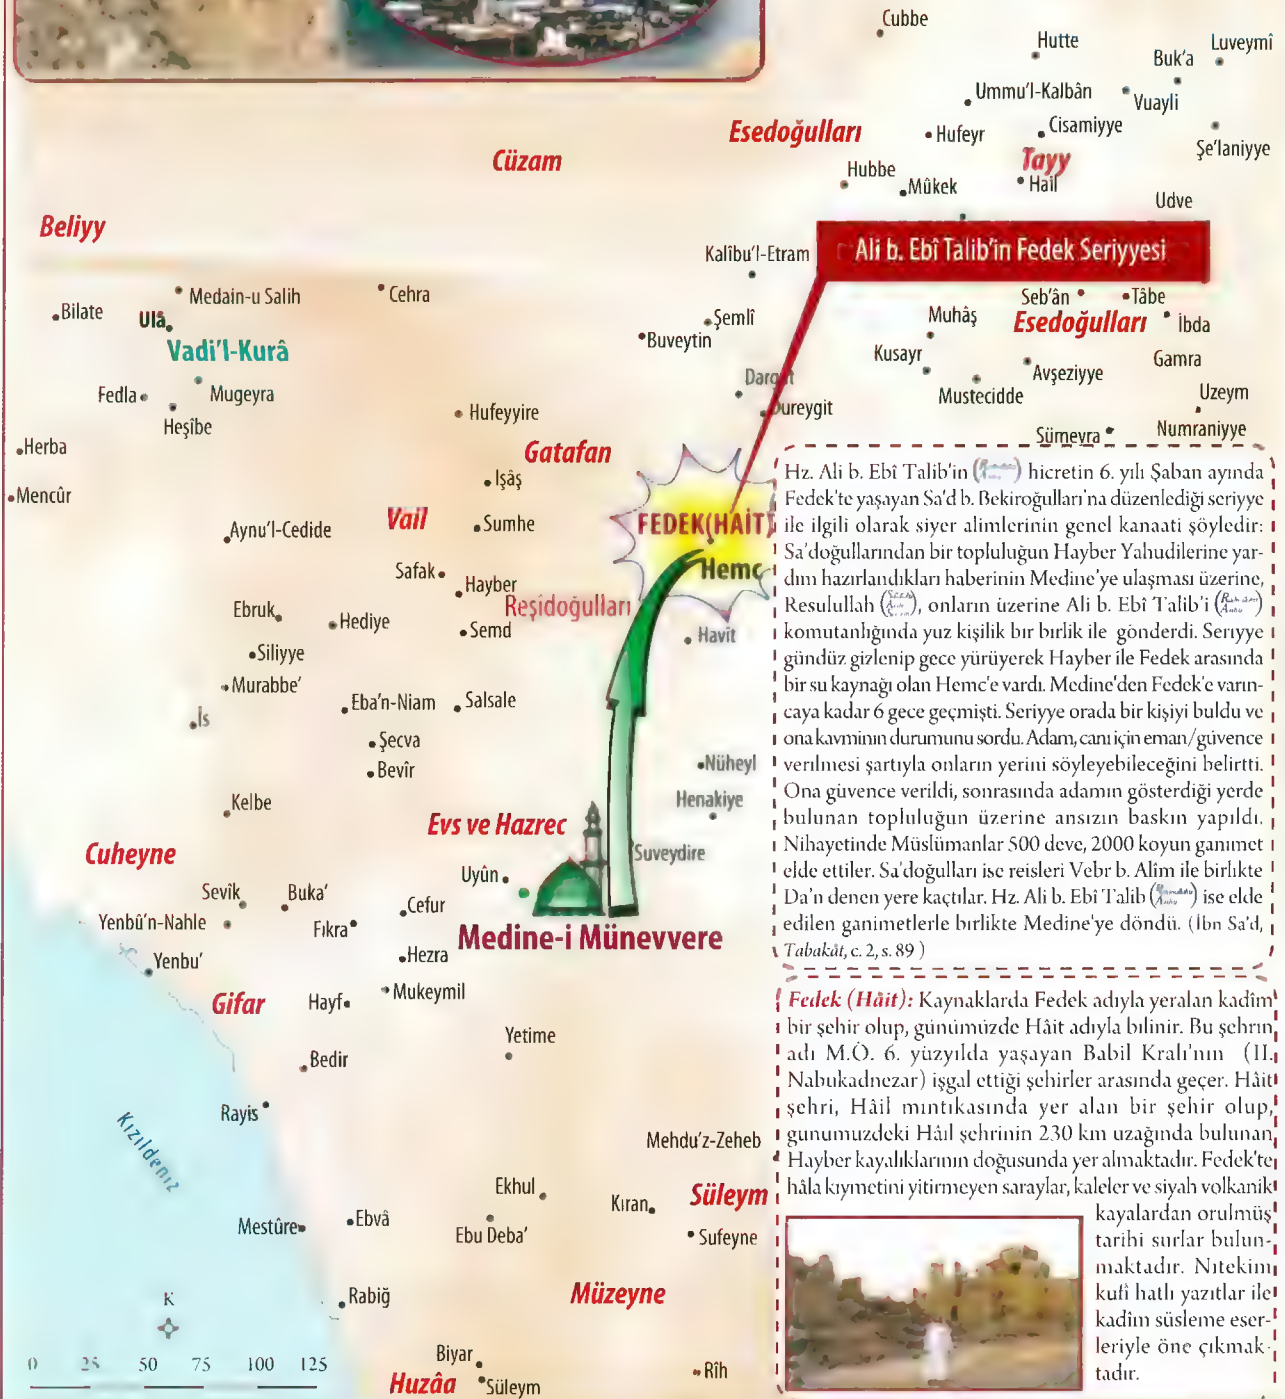 Cubbe
Hutte
Luveymî
Buk'a
Ummu'l-Kalbân
Vuayli
Esedoğulları
Hufeyr
Cisamiyye
Şe'laniyye
Cüzam
Tayy
Hubbe
Mûkek
Hail
Udve
Beliyy
Ali b. Ebî Talib'in Fedek Seriyyesi
Kalîbu'l-Etram
Medain-u Salih
Cehra
Seb'ân
Tâbe
Bilate
Ulâ
Şemlî
Muhâş
Esedoğulları
İbda
Vadi'l-Kurâ
Buveytin
Kusayr
Gamra
Avşeziyye
Fedla
Mugeyra
Mustecidde
Uzeym
Heşîbe
Hufeyyire
Dureygit
Sümeyra
Numraniyye
Herba
Gatafan
Mencûr
Işâş
Vail
Sumhe
FEDEK(HAİT)
Aynu'l-Cedide
Hemc
Safak
Hayber
Reşidoğulları
Ebruk
Hediye
Semd
Havit
Siliyye
Murabbe'
Eba'n-Niam
Salsale
İs
Şecva
Bevîr
Nüheyl
Henakiye
Kelbe
Evs ve Hazrec
Cuheyne
Suveydire
Uyûn
Sevîk
Buka'
Cefur
Yenbû'n-Nahle
Fıkra
Medine-i Münevvere
Yenbu'
Hezra
Gifar
Hayf
Mukeymil
Yetime
Bedir
Rayis
Kızıldeniz
Mehdu'z-Zeheb
Ekhul
Kıran
Süleym
Mestûre
Ebvâ
Ebu Deba'
Sufeyne
K
Rabiğ
Müzeyne
0 25 50 75 100 125
Biyar
Rîh
Huzâa
Süleym
Hz. Ali b. Ebî Talib'in hicretin 6. yılı Şaban ayında
Fedek'te yaşayan Sa'd b. Bekiroğulları'na düzenlediği seriyye
ile ilgili olarak siyer alimlerinin genel kanaati şöyledir:
Sa'doğullarından bir topluluğun Hayber Yahudilerine yar-
dım hazırlandıkları haberinin Medine'ye ulaşması üzerine,
Resulullah , onların üzerine Ali b. Ebî Talib'i
komutanlığında yuz kişilik bir birlik ile gönderdi. Seriyye
gündüz gizlenip gece yürüyerek Hayber ile Fedek arasında
bir su kaynağı olan Hemc'e vardı. Medine'den Fedek'e varın-
caya kadar 6 gece geçmişti. Seriyye orada bir kişiyi buldu ve
ona kavminin durumunu sordu. Adam, canı için eman/güvence
verilmesi şartıyla onların yerini söyleyebileceğini belirtti.
Ona güvence verildi, sonrasında adamın gösterdiği yerde
bulunan topluluğun üzerine ansızın baskın yapıldı.
Nihayetinde Müslümanlar 500 deve, 2000 koyun ganimet
elde ettiler. Sa'doğulları ise reisleri Vebr b. Alîm ile birlikte
Da'n denen yere kaçtılar. Hz. Ali b. Ebî Talib ise elde
edilen ganimetlerle birlikte Medine'ye döndü. (İbn Sa'd,
Tabakât, c. 2, s. 89 )
Fedek (Hâit): Kaynaklarda Fedek adıyla yeralan kadîm
bir şehir olup, günümüzde Hâit adıyla bilinir. Bu şehrin
adı M.Ö. 6. yüzyılda yaşayan Babil Kralı'nın (II.
Nabukadnezar) işgal ettiği şehirler arasında geçer. Hâit
şehri, Hâil mıntıkasında yer alan bir şehir olup,
gunumuzdeki Hâil şehrinin 230 km uzağında bulunan
Hayber kayalıklarının doğusunda yer almaktadır. Fedek'te
hâla kıymetini yitirmeyen saraylar, kaleler ve siyah volkanik
kayalardan orulmüş
tarihi surlar bulun-
maktadır. Nitekim
kufî hatlı yazıtlar ile
kadîm süsleme eser-
leriyle öne çıkmak-
tadır.